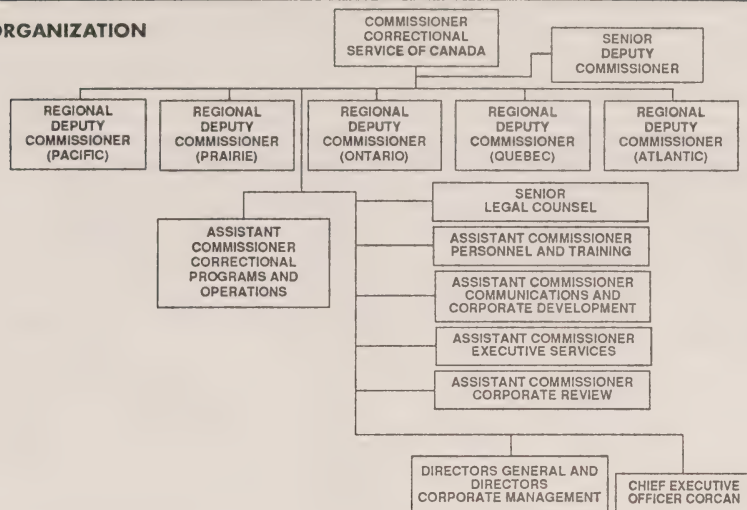 ORGANIZATION
COMMISSIONER
CORRECTIONAL
SERVICE OF CANADA
SENIOR
DEPUTY
COMMISSIONER
REGIONAL
DEPUTY
COMMISSIONER
(PACIFIC)
REGIONAL
DEPUTY
COMMISSIONER
(PRAIRIE)
REGIONAL
DEPUTY
COMMISSIONER
(ONTARIO)
REGIONAL
DEPUTY
COMMISSIONER
(QUEBEC)
REGIONAL
DEPUTY
COMMISSIONER
(ATLANTIC)
ASSISTANT
COMMISSIONER
CORRECTIONAL
PROGRAMS AND
OPERATIONS
SENIOR
LEGAL COUNSEL
ASSISTANT COMMISSIONER
PERSONNEL AND TRAINING
ASSISTANT COMMISSIONER
COMMUNICATIONS AND
CORPORATE DEVELOPMENT
ASSISTANT COMMISSIONER
EXECUTIVE SERVICES
ASSISTANT COMMISSIONER
CORPORATE REVIEW
DIRECTORS GENERAL AND
DIRECTORS
CORPORATE MANAGEMENT
CHIEF EXECUTIVE
OFFICER CORCAN